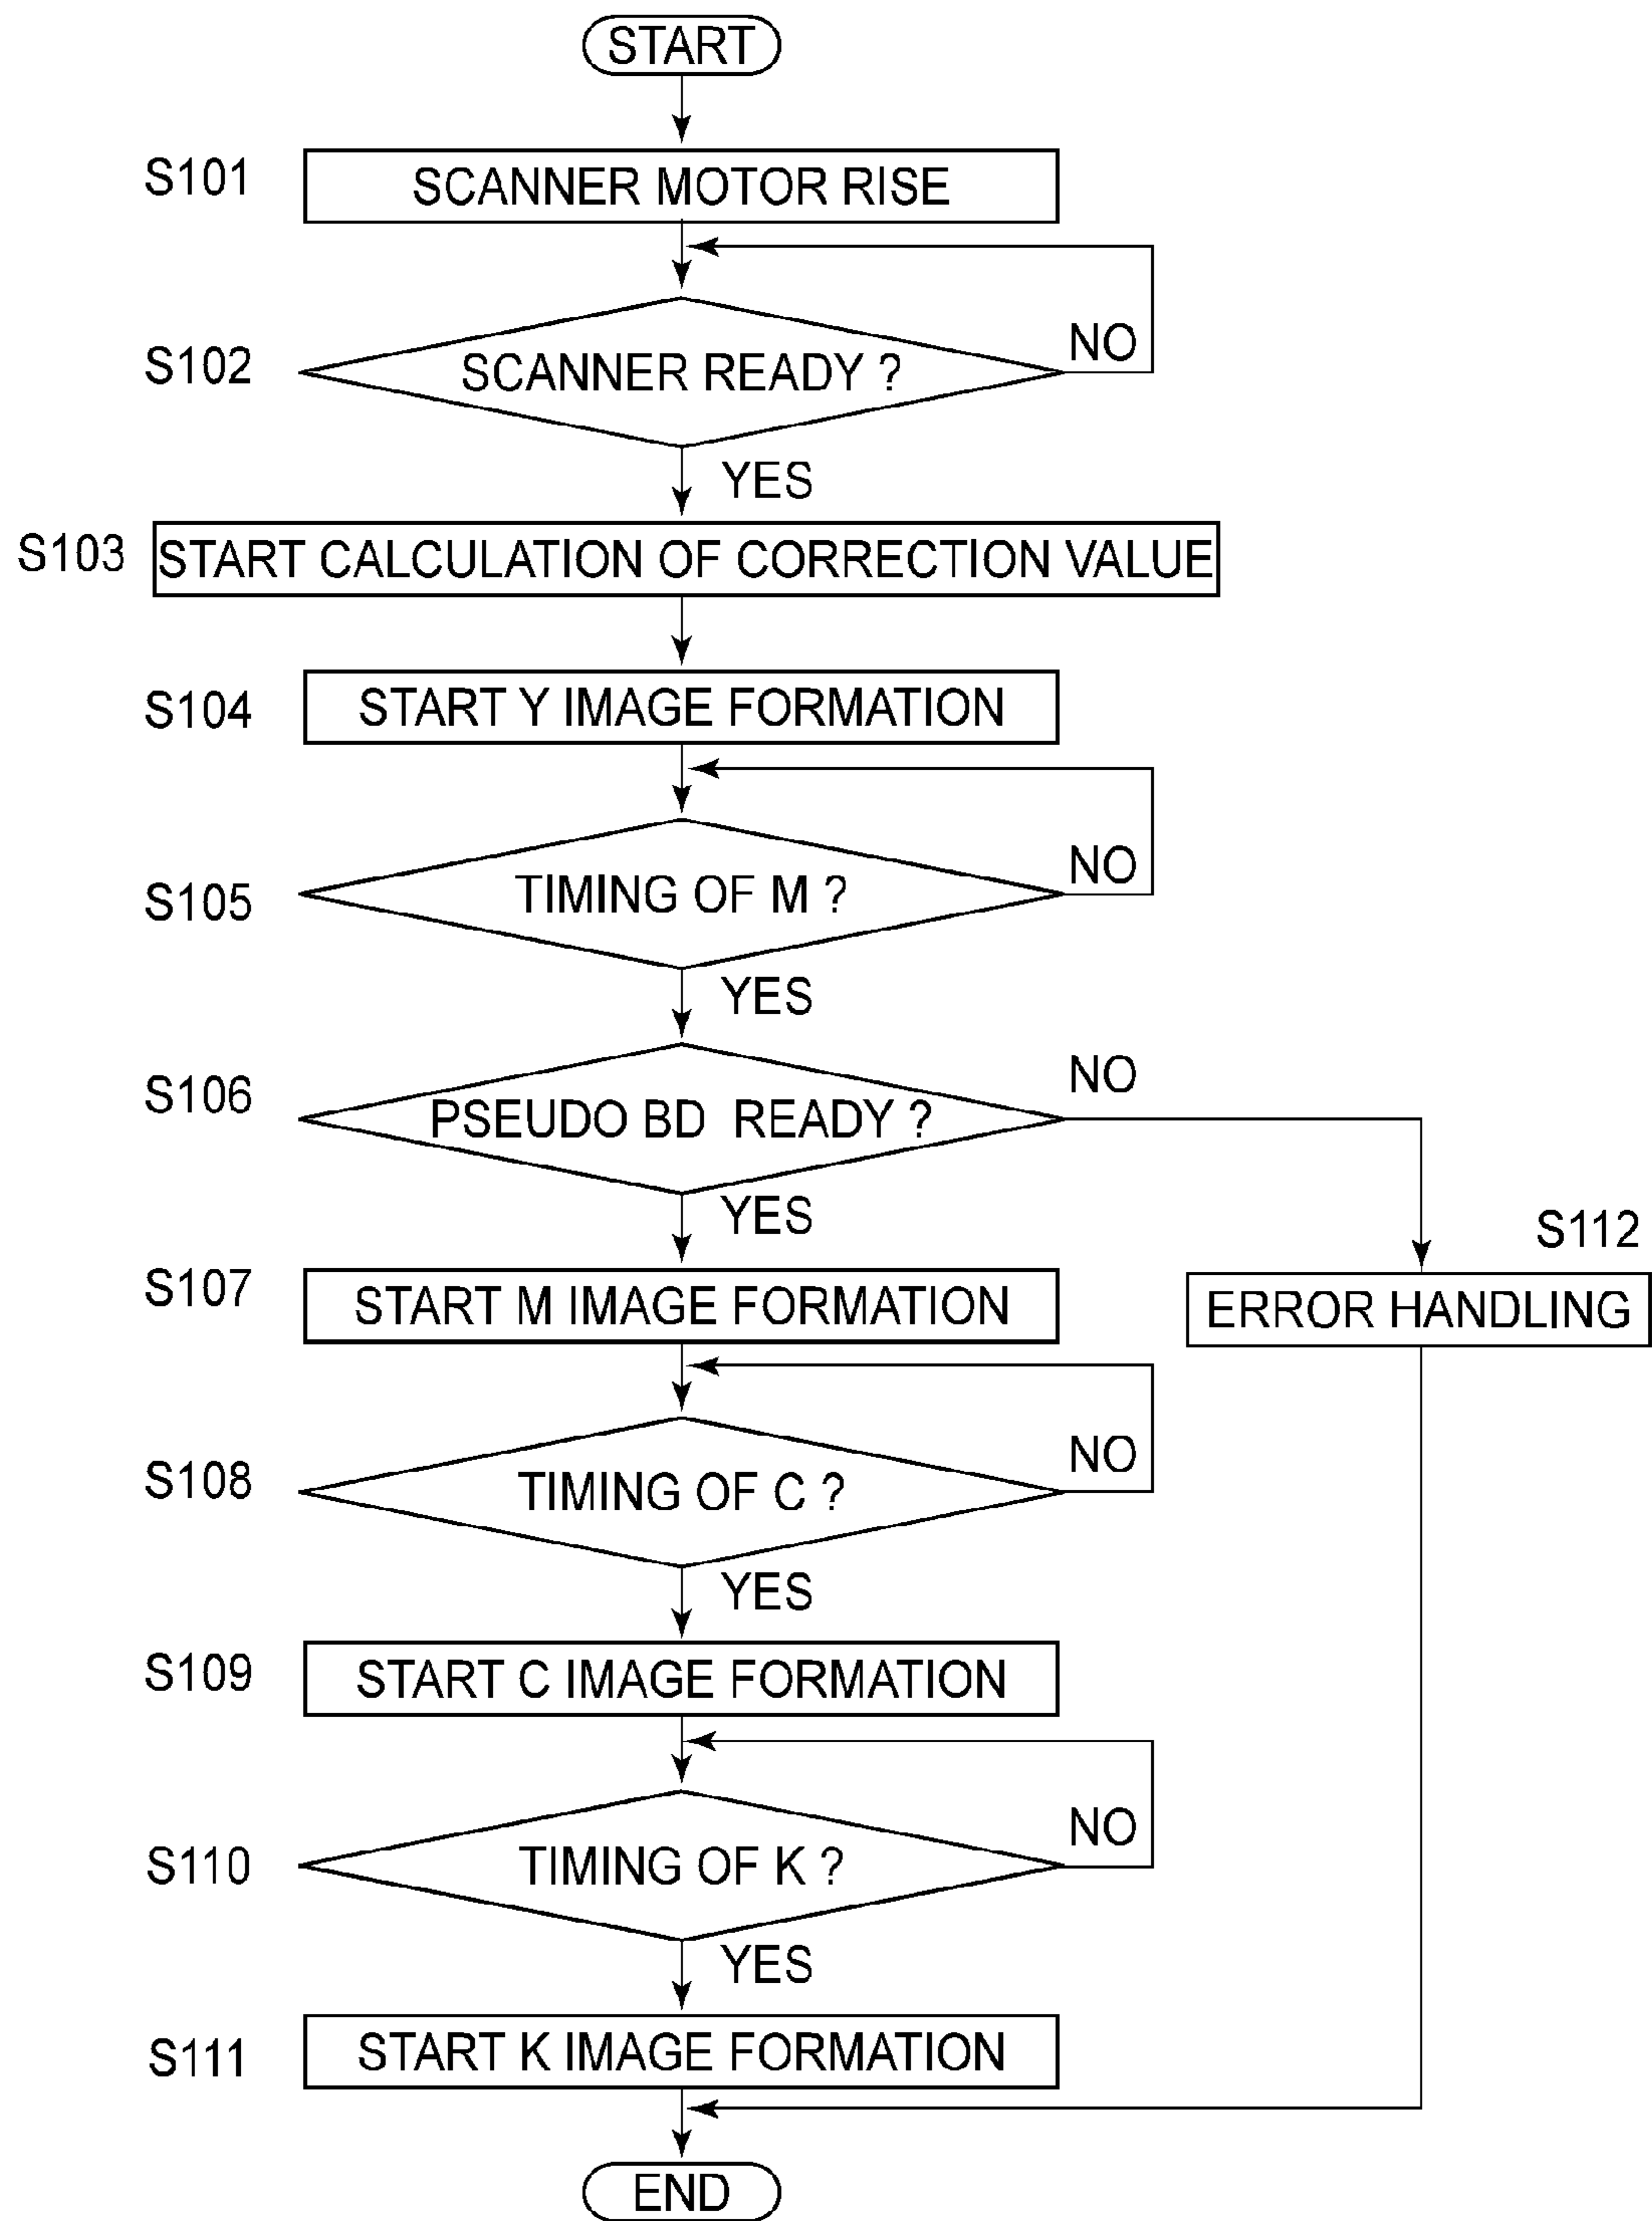 START
S101
SCANNER MOTOR RISE
S102
SCANNER READY ?
NO
YES
S103
START CALCULATION OF CORRECTION VALUE
S104
START Y IMAGE FORMATION
S105
TIMING OF M ?
NO
YES
S106
PSEUDO BD READY ?
NO
YES
S107
START M IMAGE FORMATION
S112
ERROR HANDLING
S108
TIMING OF C ?
NO
YES
S109
START C IMAGE FORMATION
S110
TIMING OF K ?
NO
YES
S111
START K IMAGE FORMATION
END